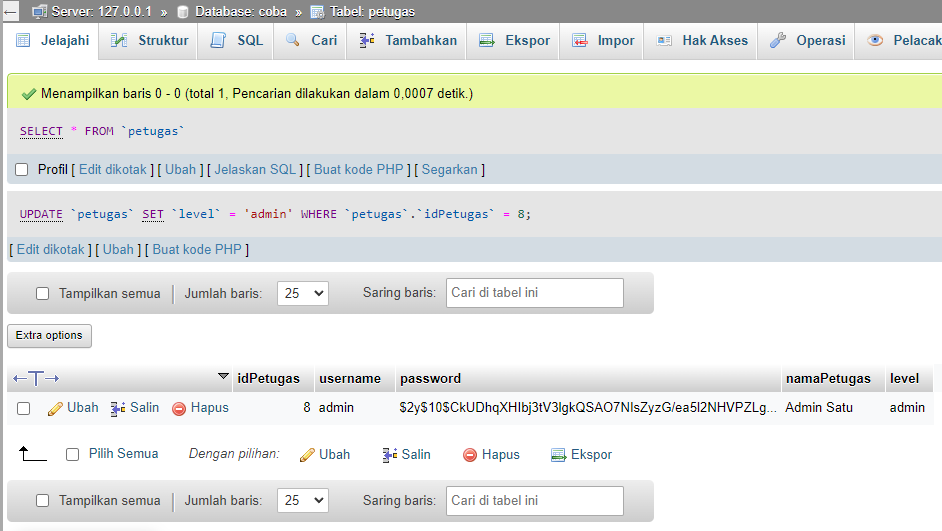 Server: 127.0.0.1 » Database: coba » Tabel: petugas
Jelajahi Struktur SQL Cari Tambahkan Ekspor Impor Hak Akses Operasi Pelacak
Menampilkan baris 0 - 0 (total 1, Pencarian dilakukan dalam 0,0007 detik.)
SELECT * FROM `petugas`
Profil [ Edit dikotak ] [ Ubah ] [ Jelaskan SQL ] [ Buat kode PHP ] [ Segarkan ]
UPDATE `petugas` SET `level` = 'admin' WHERE `petugas`.`idPetugas` = 8;
[ Edit dikotak ] [ Ubah ] [ Buat kode PHP ]
Tampilkan semua | Jumlah baris: 25 Saring baris: Cari di tabel ini
Extra options
←T→ idPetugas username password namaPetugas level
Ubah Salin Hapus 8 admin $2y$10$CkUDhqXHIbj3tV3IgkQSAO7NIsZyzG/ea5I2NHVPZLg... Admin Satu admin
Pilih Semua Dengan pilihan: Ubah Salin Hapus Ekspor
Tampilkan semua | Jumlah baris: 25 Saring baris: Cari di tabel ini